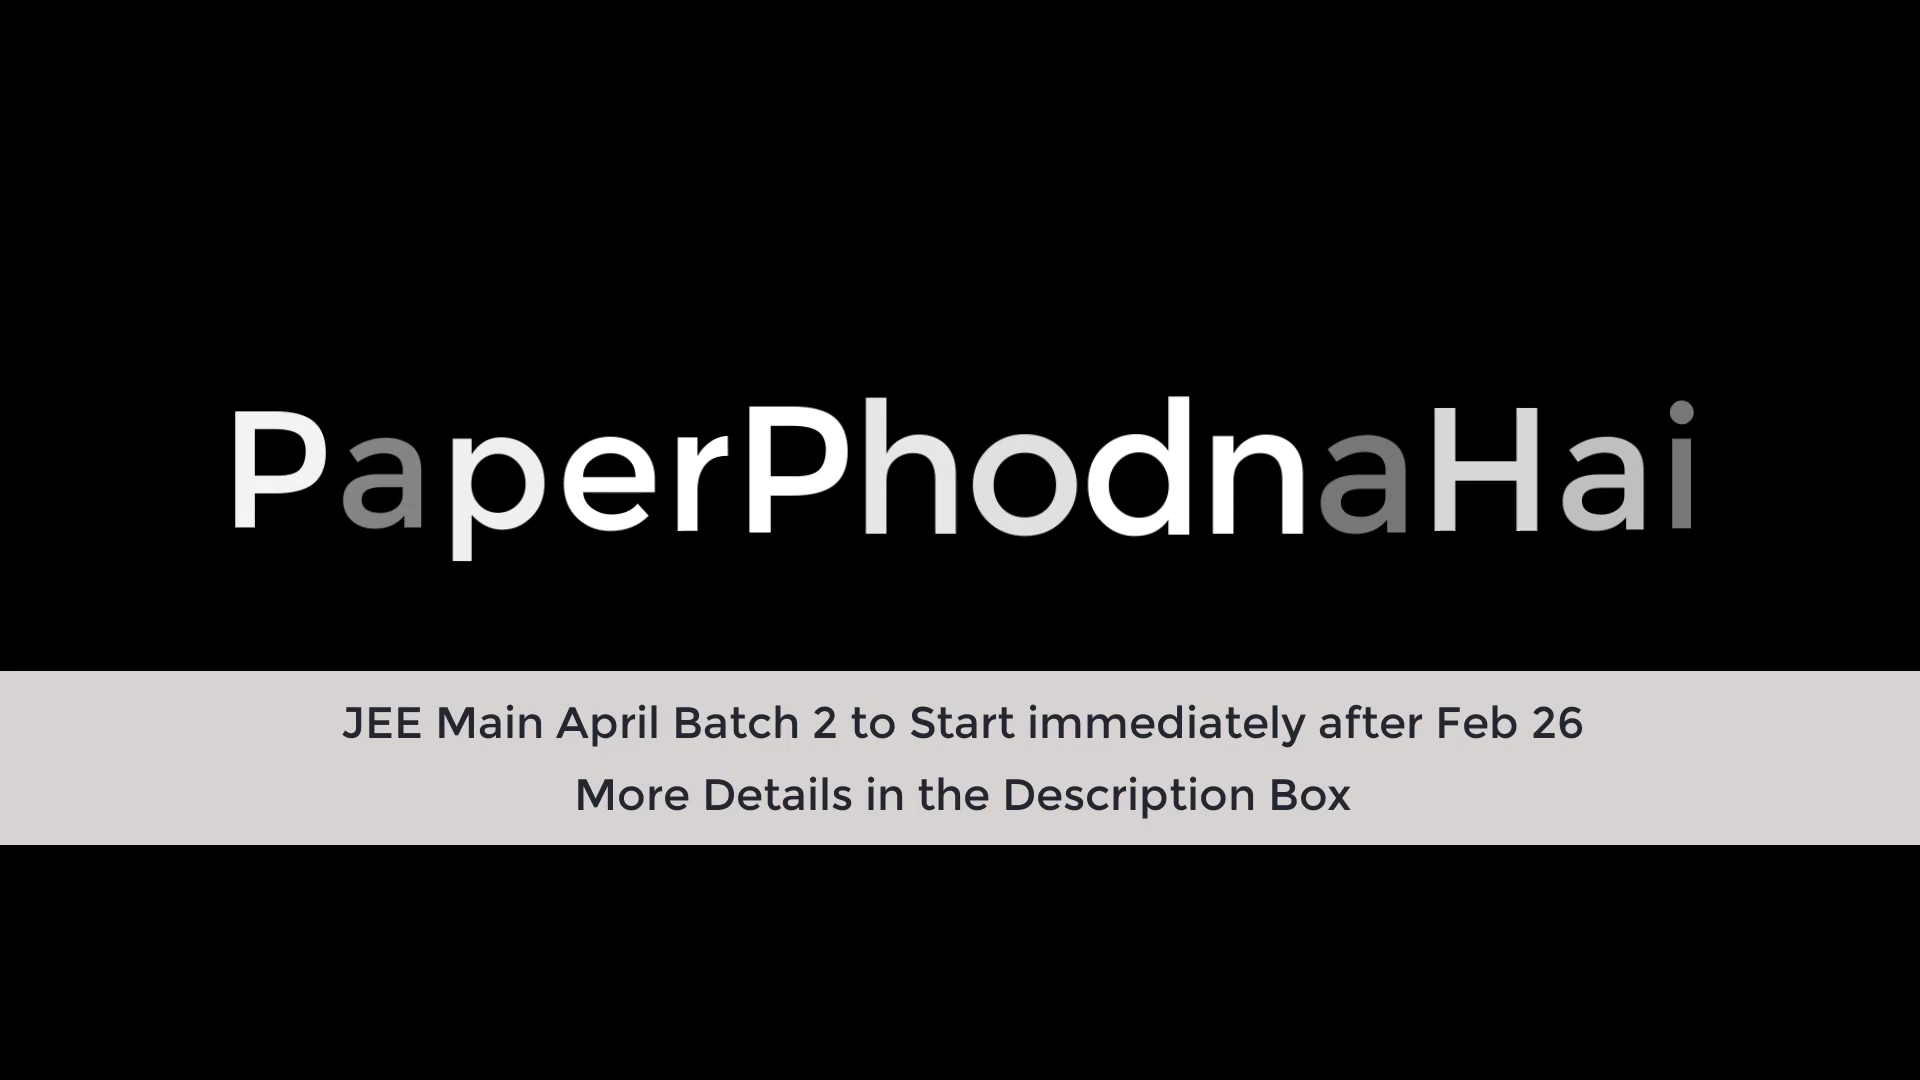 PaperPhodnaHai
JEE Main April Batch 2 to Start immediately after Feb 26
More Details in the Description Box